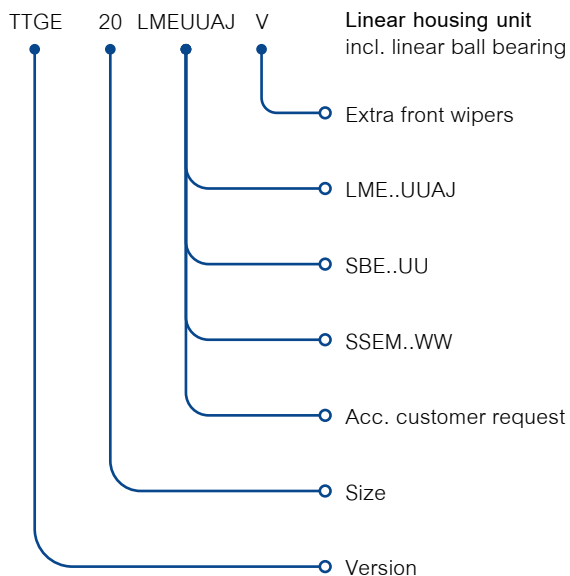 TTGE 20 LMEUUAJ V
Linear housing unit
incl. linear ball bearing
Extra front wipers
LME..UUAJ
SBE..UU
SSEM..WW
Acc. customer request
Size
Version